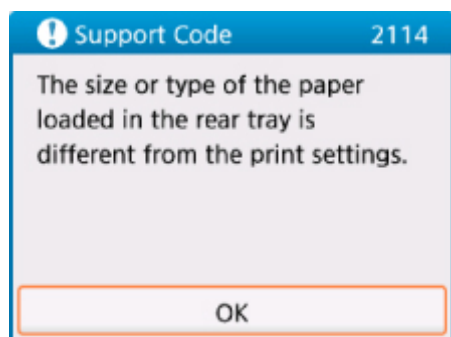 Support Code 2114
The size or type of the paper
loaded in the rear tray is
different from the print settings.
OK